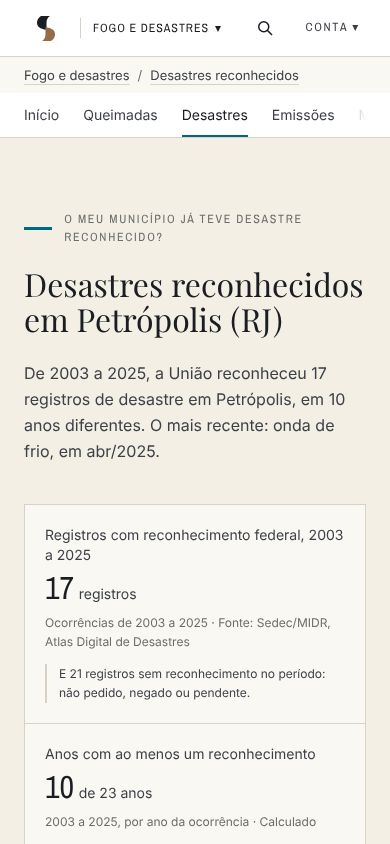 FOGO E DESASTRES ▾
CONTA ▾
Fogo e desastres / Desastres reconhecidos
Início Queimadas Desastres Emissões
O MEU MUNICÍPIO JÁ TEVE DESASTRE
RECONHECIDO?
Desastres reconhecidos
em Petrópolis (RJ)
De 2003 a 2025, a União reconheceu 17
registros de desastre em Petrópolis, em 10
anos diferentes. O mais recente: onda de
frio, em abr/2025.
Registros com reconhecimento federal, 2003
a 2025
17 registros
Ocorrências de 2003 a 2025 · Fonte: Sedec/MIDR,
Atlas Digital de Desastres
E 21 registros sem reconhecimento no período:
não pedido, negado ou pendente.
Anos com ao menos um reconhecimento
10 de 23 anos
2003 a 2025, por ano da ocorrência · Calculado